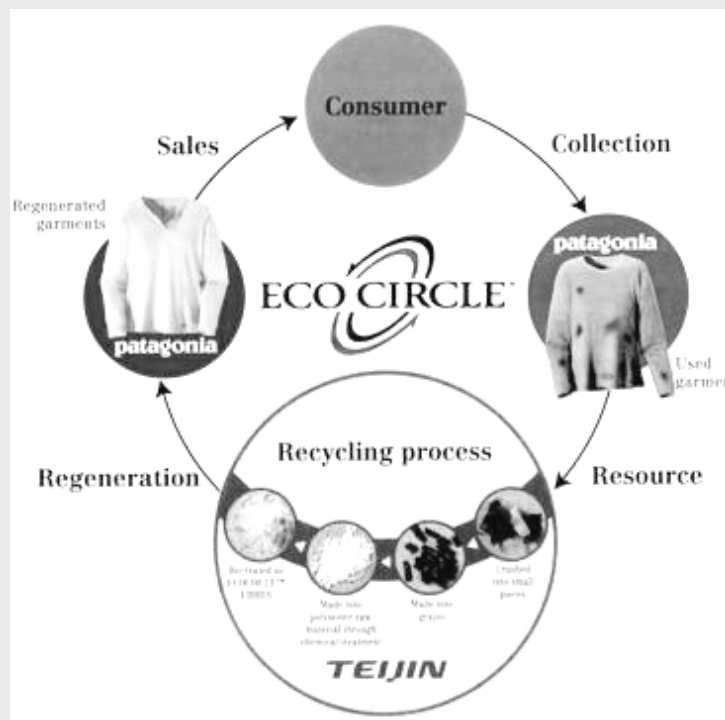 Consumer
Sales
Collection
Regenerated
garments
patagonia
patagonia
ECO CIRCLE
Used
Recycling process
Regeneration
Resource
Crushed
into small
pieces
Made into
grains
Made into
polyester raw
material through
chemical treatment
TEIJIN